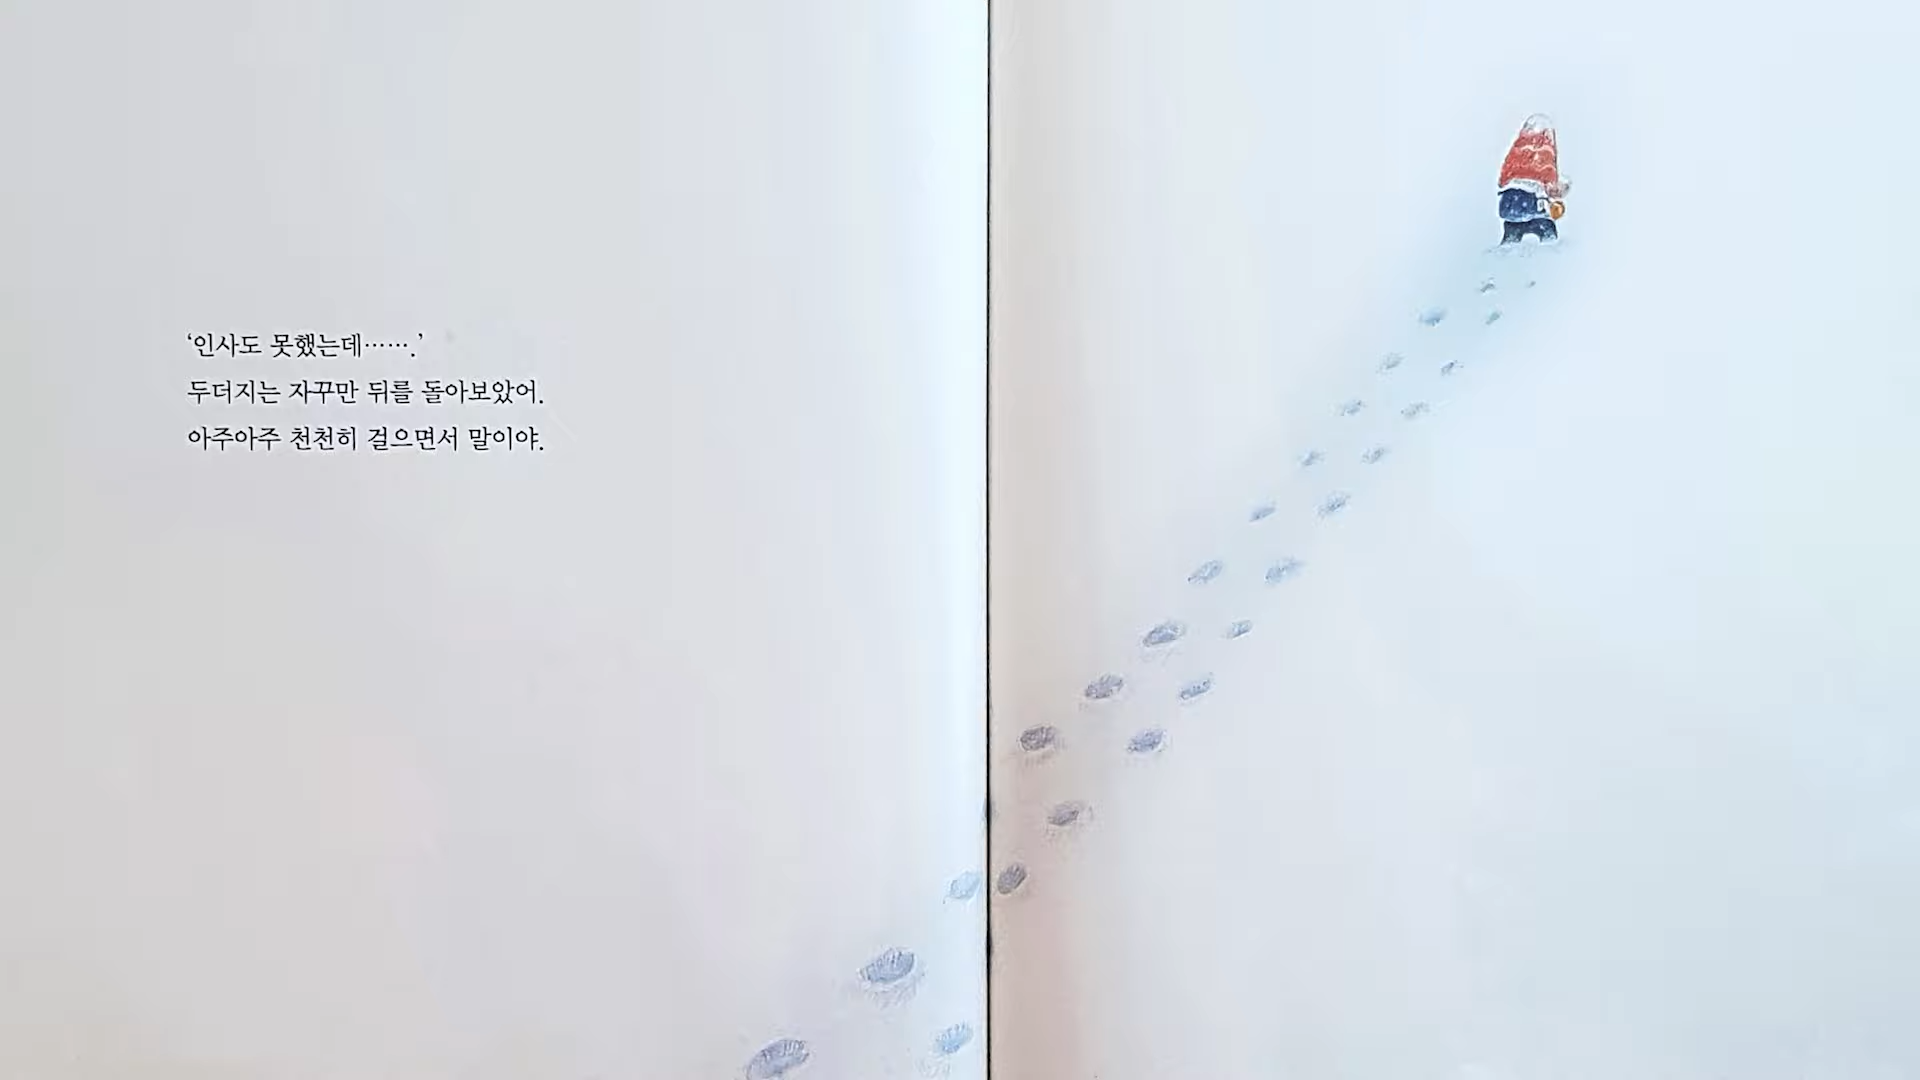 ‘인사도 못했는데…….’
두더지는 자꾸만 뒤를 돌아보았어.
아주아주 천천히 걸으면서 말이야.